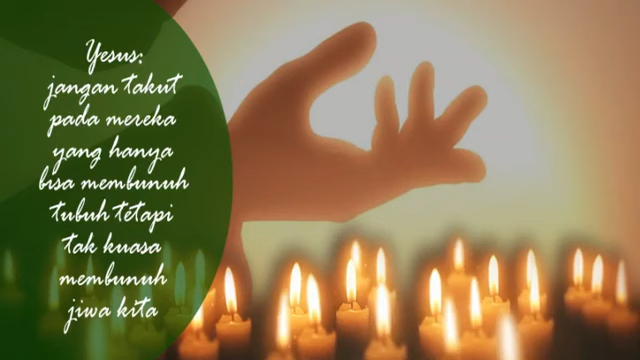 Yesus:
jangan takut
pada mereka
yang hanya
bisa membunuh
tubuh tetapi
tak kuasa
membunuh
jiwa kita